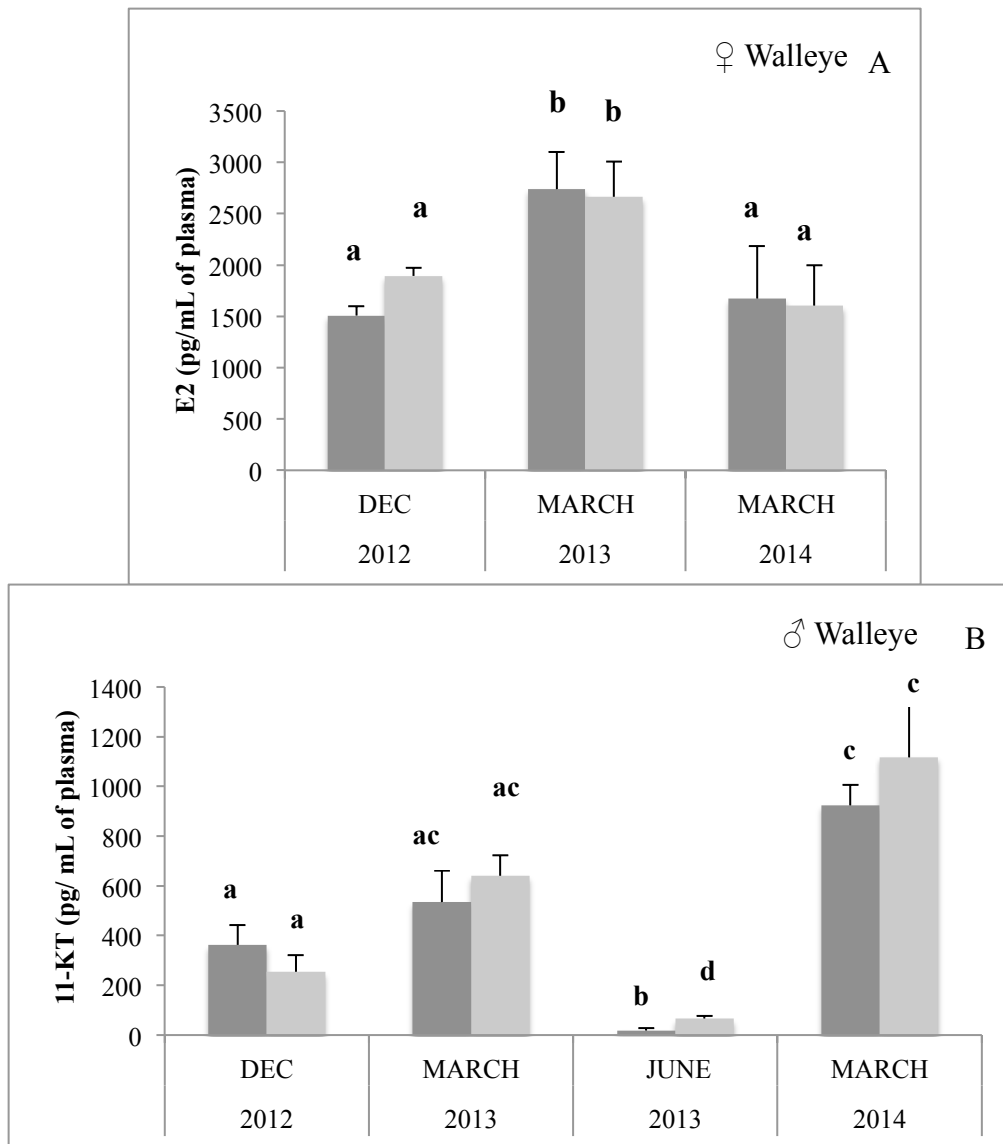 ♀ Walleye A
E2 (pg/mL of plasma)
3500
3000
2500
2000
1500
1000
500
0
a a b b a a
DEC MARCH MARCH
2012 2013 2014
♂ Walleye B
11-KT (pg/ mL of plasma)
1400
1200
1000
800
600
400
200
0
a a ac ac b d c c
DEC MARCH JUNE MARCH
2012 2013 2013 2014